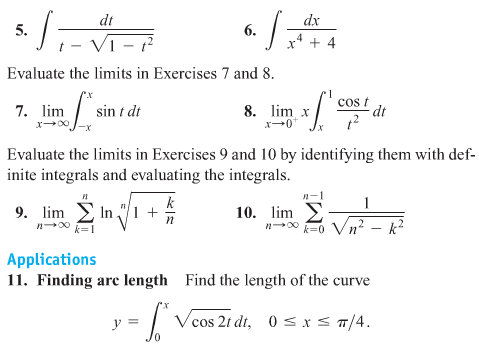 5. ∫ dt / (t − √(1 − t²))    6. ∫ dx / (x⁴ + 4)
Evaluate the limits in Exercises 7 and 8.
7. lim_{x→∞} ∫_{−x}^{x} sin t dt    8. lim_{x→0⁺} x ∫_{x}^{1} (cos t / t²) dt
Evaluate the limits in Exercises 9 and 10 by identifying them with def-
inite integrals and evaluating the integrals.
9. lim_{n→∞} ∑_{k=1}^{n} ln ⁿ√(1 + k/n)    10. lim_{n→∞} ∑_{k=0}^{n−1} 1 / √(n² − k²)
Applications
11. Finding arc length Find the length of the curve
y = ∫_{0}^{x} √(cos 2t) dt, 0 ≤ x ≤ π/4.